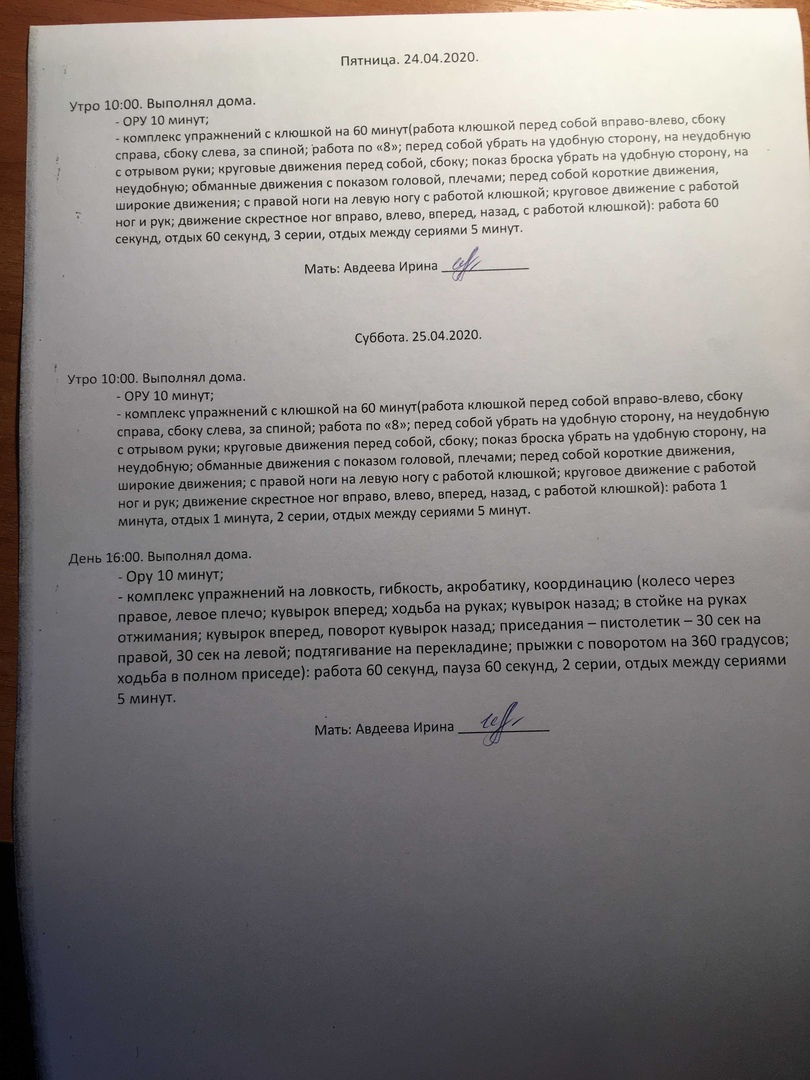 Пятница. 24.04.2020.
Утро 10:00. Выполнял дома.
- ОРУ 10 минут;
- комплекс упражнений с клюшкой на 60 минут(работа клюшкой перед собой вправо-влево, сбоку
справа, сбоку слева, за спиной; работа по «8»; перед собой убрать на удобную сторону, на неудобную
с отрывом руки; круговые движения перед собой, сбоку; показ броска убрать на удобную сторону, на
неудобную; обманные движения с показом головой, плечами; перед собой короткие движения,
широкие движения; с правой ноги на левую ногу с работой клюшкой; круговое движение с работой
ног и рук; движение скрестное ног вправо, влево, вперед, назад, с работой клюшкой): работа 60
секунд, отдых 60 секунд, 3 серии, отдых между сериями 5 минут.
Мать: Авдеева Ирина
Суббота. 25.04.2020.
Утро 10:00. Выполнял дома.
- ОРУ 10 минут;
- комплекс упражнений с клюшкой на 60 минут(работа клюшкой перед собой вправо-влево, сбоку
справа, сбоку слева, за спиной; работа по «8»; перед собой убрать на удобную сторону, на неудобную
с отрывом руки; круговые движения перед собой, сбоку; показ броска убрать на удобную сторону, на
неудобную; обманные движения с показом головой, плечами; перед собой короткие движения,
широкие движения; с правой ноги на левую ногу с работой клюшкой; круговое движение с работой
ног и рук; движение скрестное ног вправо, влево, вперед, назад, с работой клюшкой): работа 1
минута, отдых 1 минута, 2 серии, отдых между сериями 5 минут.
День 16:00. Выполнял дома.
- Ору 10 минут;
- комплекс упражнений на ловкость, гибкость, акробатику, координацию (колесо через
правое, левое плечо; кувырок вперед; ходьба на руках; кувырок назад; в стойке на руках
отжимания; кувырок вперед, поворот кувырок назад; приседания – пистолетик – 30 сек на
правой, 30 сек на левой; подтягивание на перекладине; прыжки с поворотом на 360 градусов;
ходьба в полном приседе): работа 60 секунд, пауза 60 секунд, 2 серии, отдых между сериями
5 минут.
Мать: Авдеева Ирина